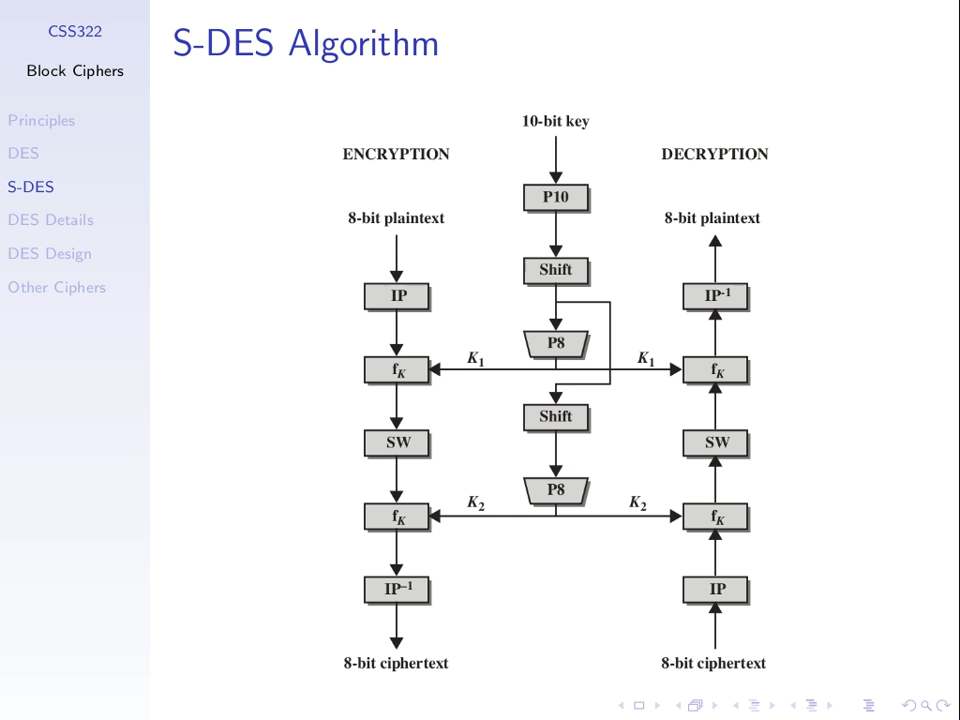 CSS322
Block Ciphers
Principles
DES
S-DES
DES Details
DES Design
Other Ciphers
S-DES Algorithm
10-bit key
ENCRYPTION
DECRYPTION
P10
8-bit plaintext
8-bit plaintext
Shift
IP
IP-1
P8
K1
K1
fK
fK
Shift
SW
SW
P8
K2
K2
fK
fK
IP–1
IP
8-bit ciphertext
8-bit ciphertext